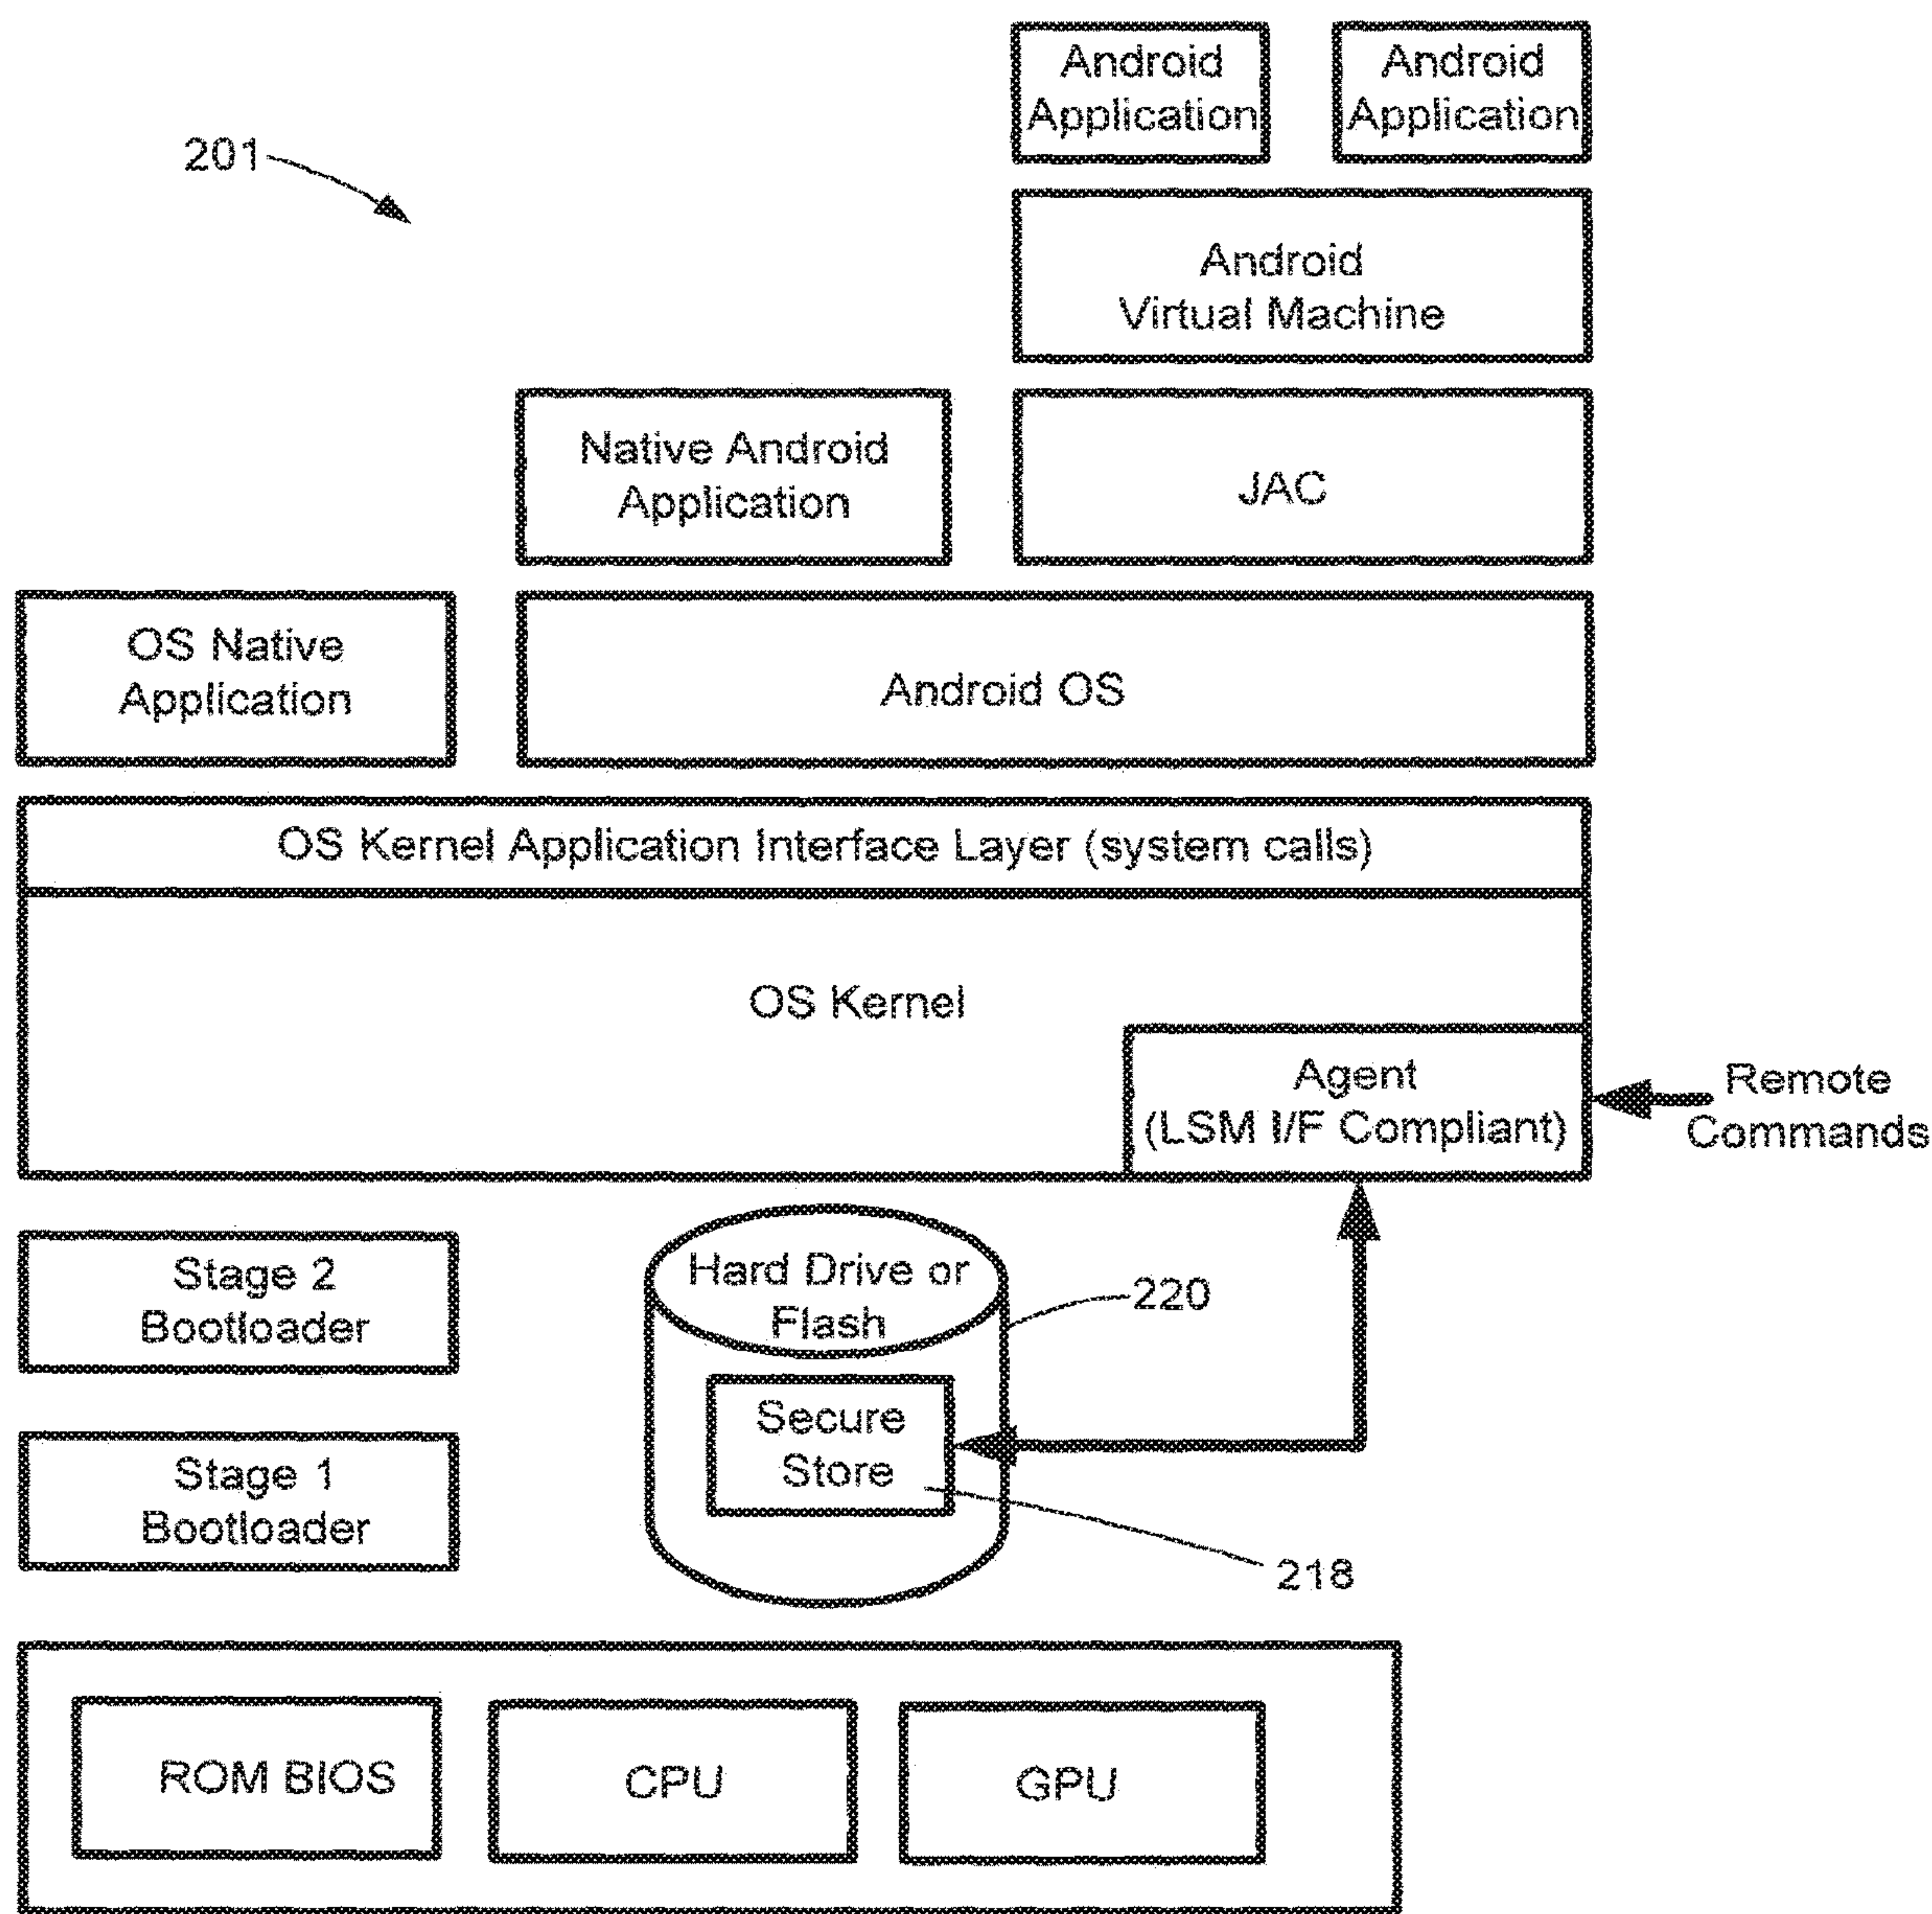 Android
Application
Android
Application
201
Android
Virtual Machine
Native Android
Application
JAC
OS Native
Application
Android OS
OS Kernel Application Interface Layer (system calls)
OS Kernel
Agent
(LSM I/F Compliant)
Remote
Commands
Stage 2
Bootloader
Hard Drive or
Flash
220
Secure
Store
Stage 1
Bootloader
218
ROM BIOS
CPU
GPU